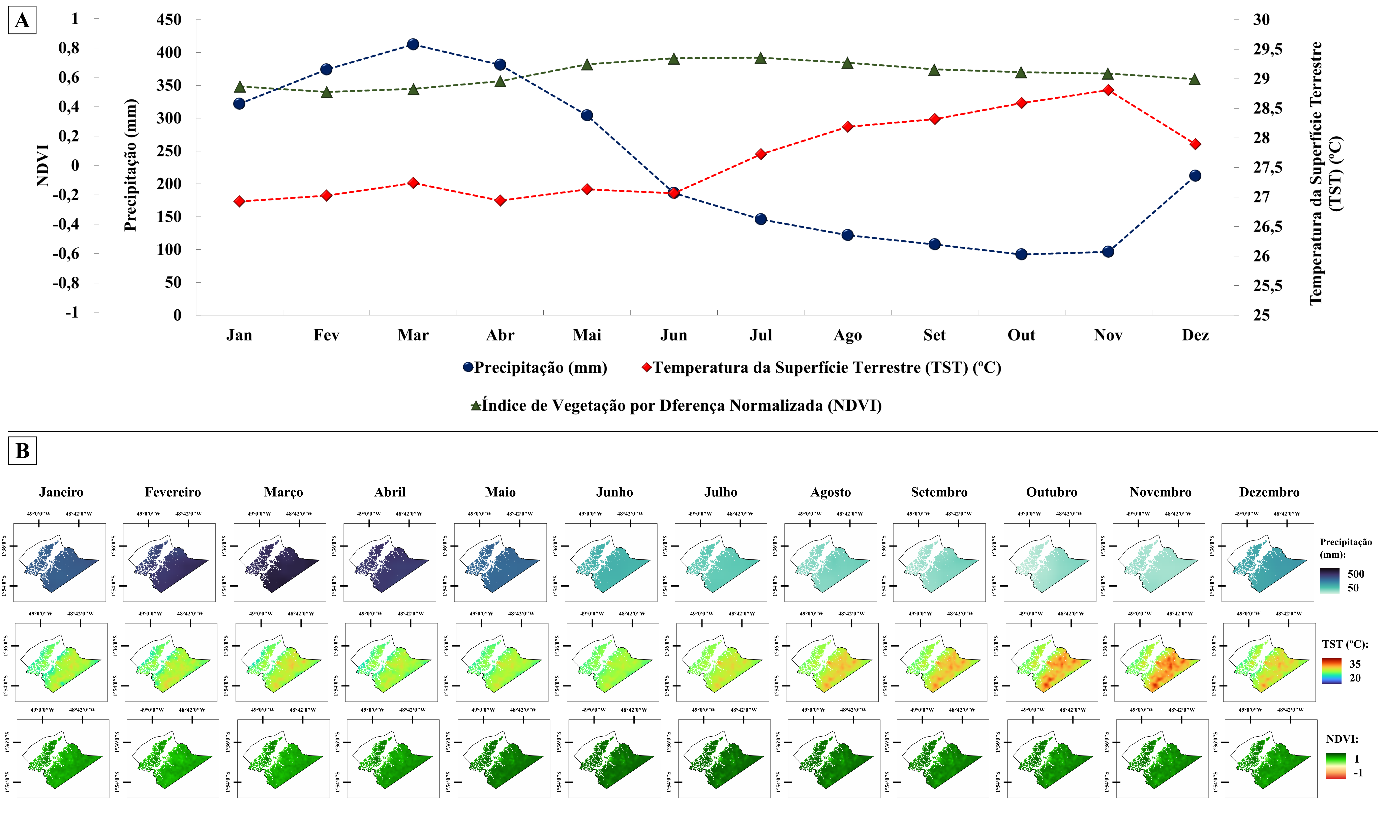 A
NDVI
1
0,8
0,6
0,4
0,2
0
-0,2
-0,4
-0,6
-0,8
-1
Precipitação (mm)
450
400
350
300
250
200
150
100
50
0
30
29,5
29
28,5
28
27,5
27
26,5
26
25,5
25
Temperatura da Superfície Terrestre
(TST) (ºC)
Jan Fev Mar Abr Mai Jun Jul Ago Set Out Nov Dez
Precipitação (mm) Temperatura da Superfície Terrestre (TST) (ºC)
Índice de Vegetação por Dferença Normalizada (NDVI)
B
Janeiro Fevereiro Março Abril Maio Junho Julho Agosto Setembro Outubro Novembro Dezembro
Precipitação
(mm):
500
50
TST (ºC):
35
20
NDVI:
1
-1